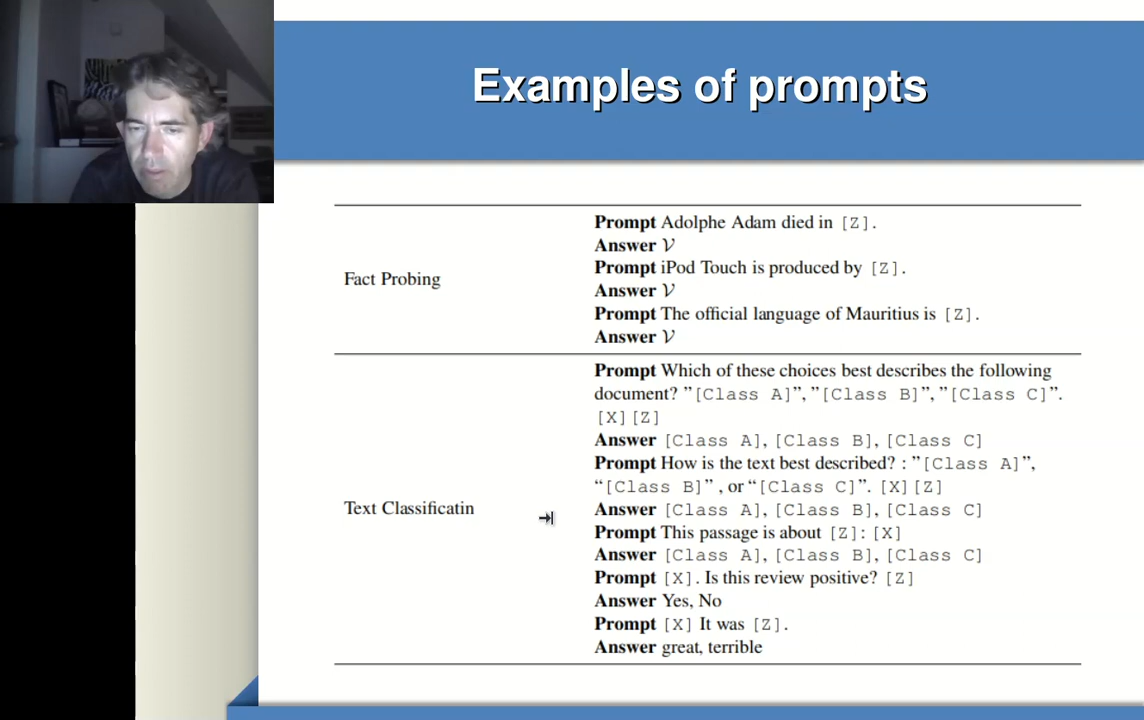 Examples of prompts
Fact Probing
Prompt Adolphe Adam died in [Z].
Answer 𝒱
Prompt iPod Touch is produced by [Z].
Answer 𝒱
Prompt The official language of Mauritius is [Z].
Answer 𝒱
Text Classificatin
Prompt Which of these choices best describes the following
document? ”[Class A]”, ”[Class B]”, ”[Class C]”.
[X][Z]
Answer [Class A], [Class B], [Class C]
Prompt How is the text best described? : ”[Class A]”,
“[Class B]” , or “[Class C]”. [X][Z]
Answer [Class A], [Class B], [Class C]
Prompt This passage is about [Z]: [X]
Answer [Class A], [Class B], [Class C]
Prompt [X]. Is this review positive? [Z]
Answer Yes, No
Prompt [X] It was [Z].
Answer great, terrible